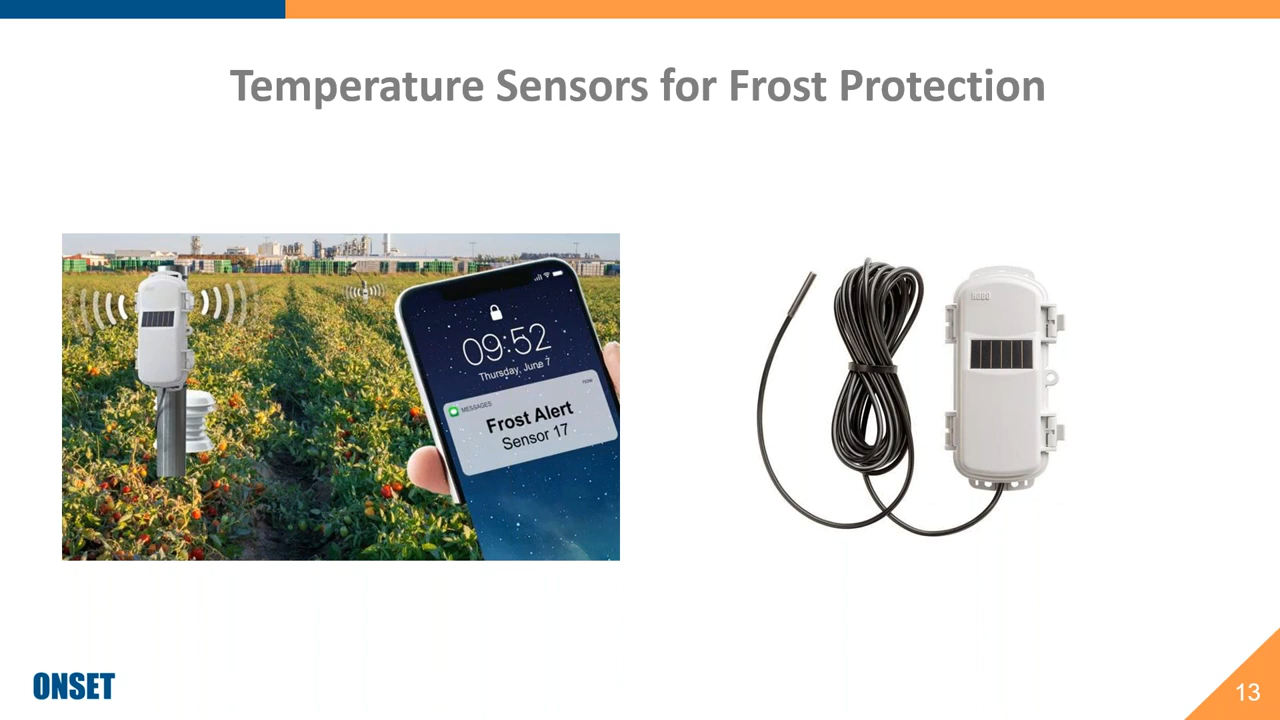 Temperature Sensors for Frost Protection
09:52
Thursday, June 7
MESSAGES
Frost Alert
Sensor 17
HOBO
ONSET
13